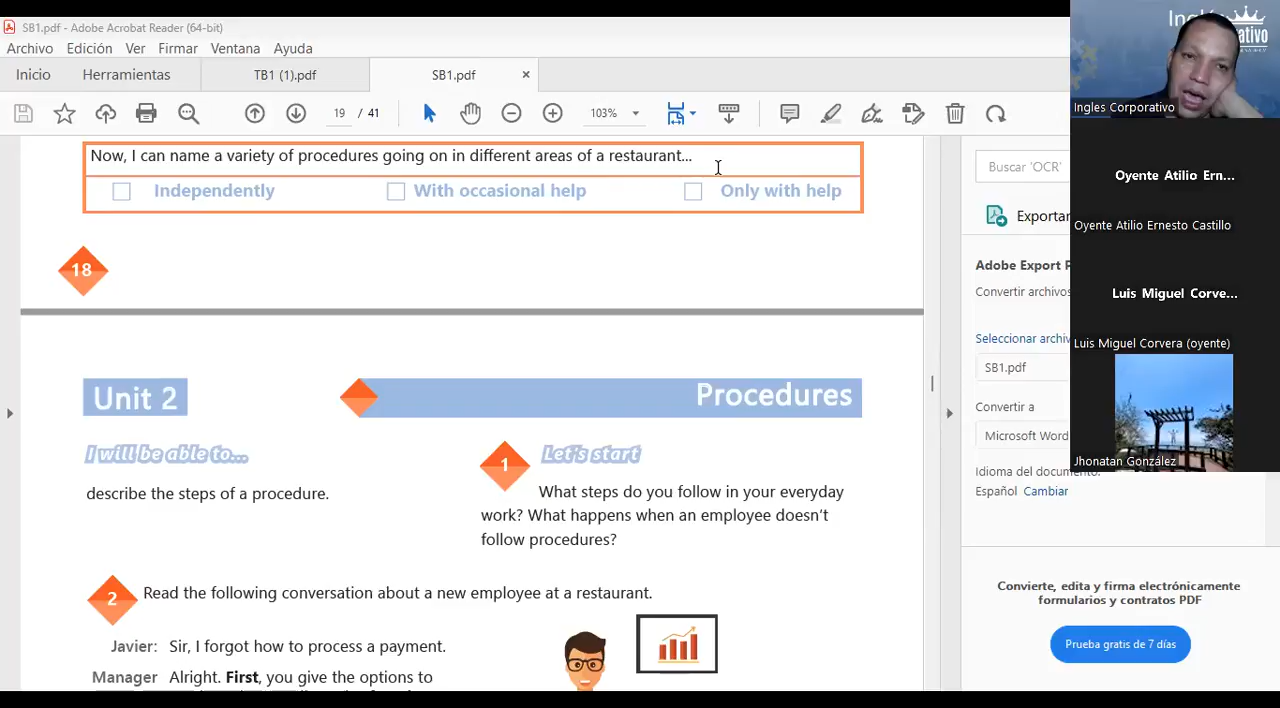 SB1.pdf - Adobe Acrobat Reader (64-bit)
Archivo Edición Ver Firmar Ventana Ayuda
Inicio Herramientas TB1 (1).pdf SB1.pdf ×
19 / 41 103%
Now, I can name a variety of procedures going on in different areas of a restaurant...
Independently With occasional help Only with help
18
Unit 2 Procedures
I will be able to...
describe the steps of a procedure.
1 Let's start
What steps do you follow in your everyday
work? What happens when an employee doesn't
follow procedures?
2 Read the following conversation about a new employee at a restaurant.
Javier: Sir, I forgot how to process a payment.
Manager Alright. First, you give the options to
Buscar 'OCR'
Exportar
Adobe Export P
Convertir archivos
Seleccionar archiv
SB1.pdf
Convertir a
Microsoft Word
Idioma del documento:
Español Cambiar
Convierte, edita y firma electrónicamente
formularios y contratos PDF
Prueba gratis de 7 días
Ingles Corporativo
Oyente Atilio Ern...
Oyente Atilio Ernesto Castillo
Luis Miguel Corve...
Luis Miguel Corvera (oyente)
Jhonatan González